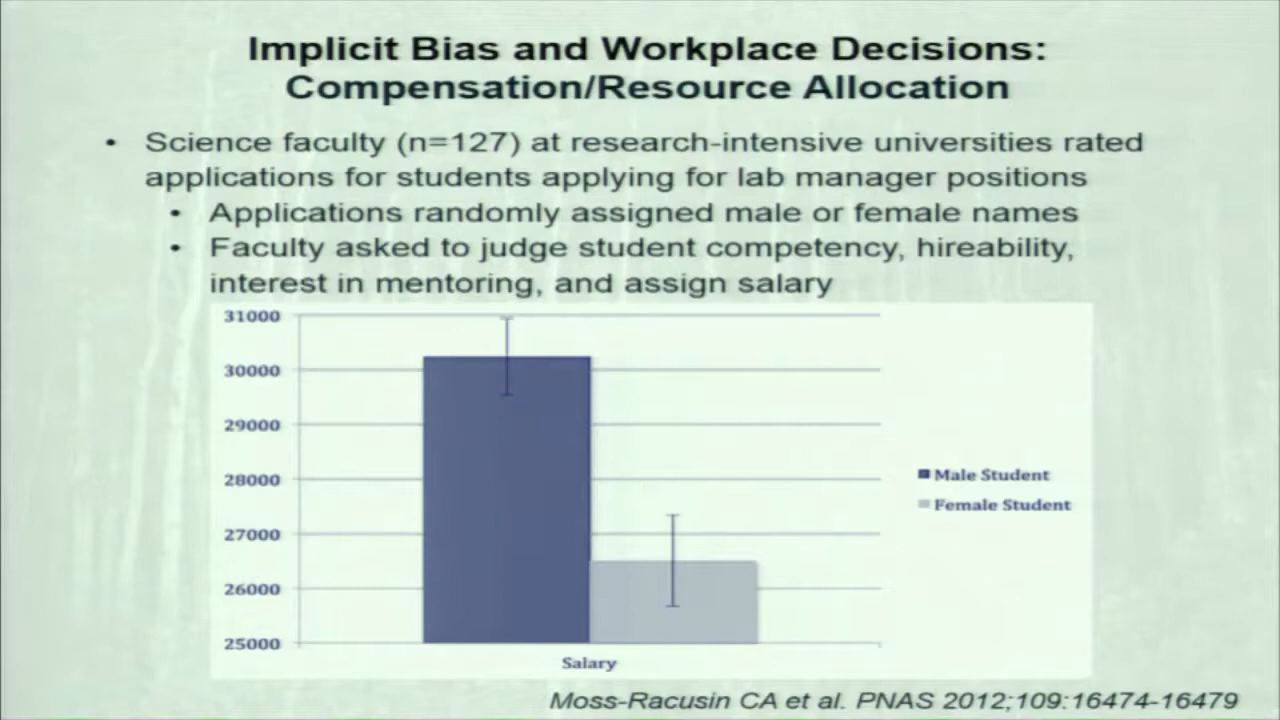 Implicit Bias and Workplace Decisions:
Compensation/Resource Allocation
• Science faculty (n=127) at research-intensive universities rated
applications for students applying for lab manager positions
• Applications randomly assigned male or female names
• Faculty asked to judge student competency, hireability,
interest in mentoring, and assign salary
31000
30000
29000
28000
27000
26000
25000
Salary
Male Student
Female Student
Moss-Racusin CA et al. PNAS 2012;109:16474-16479